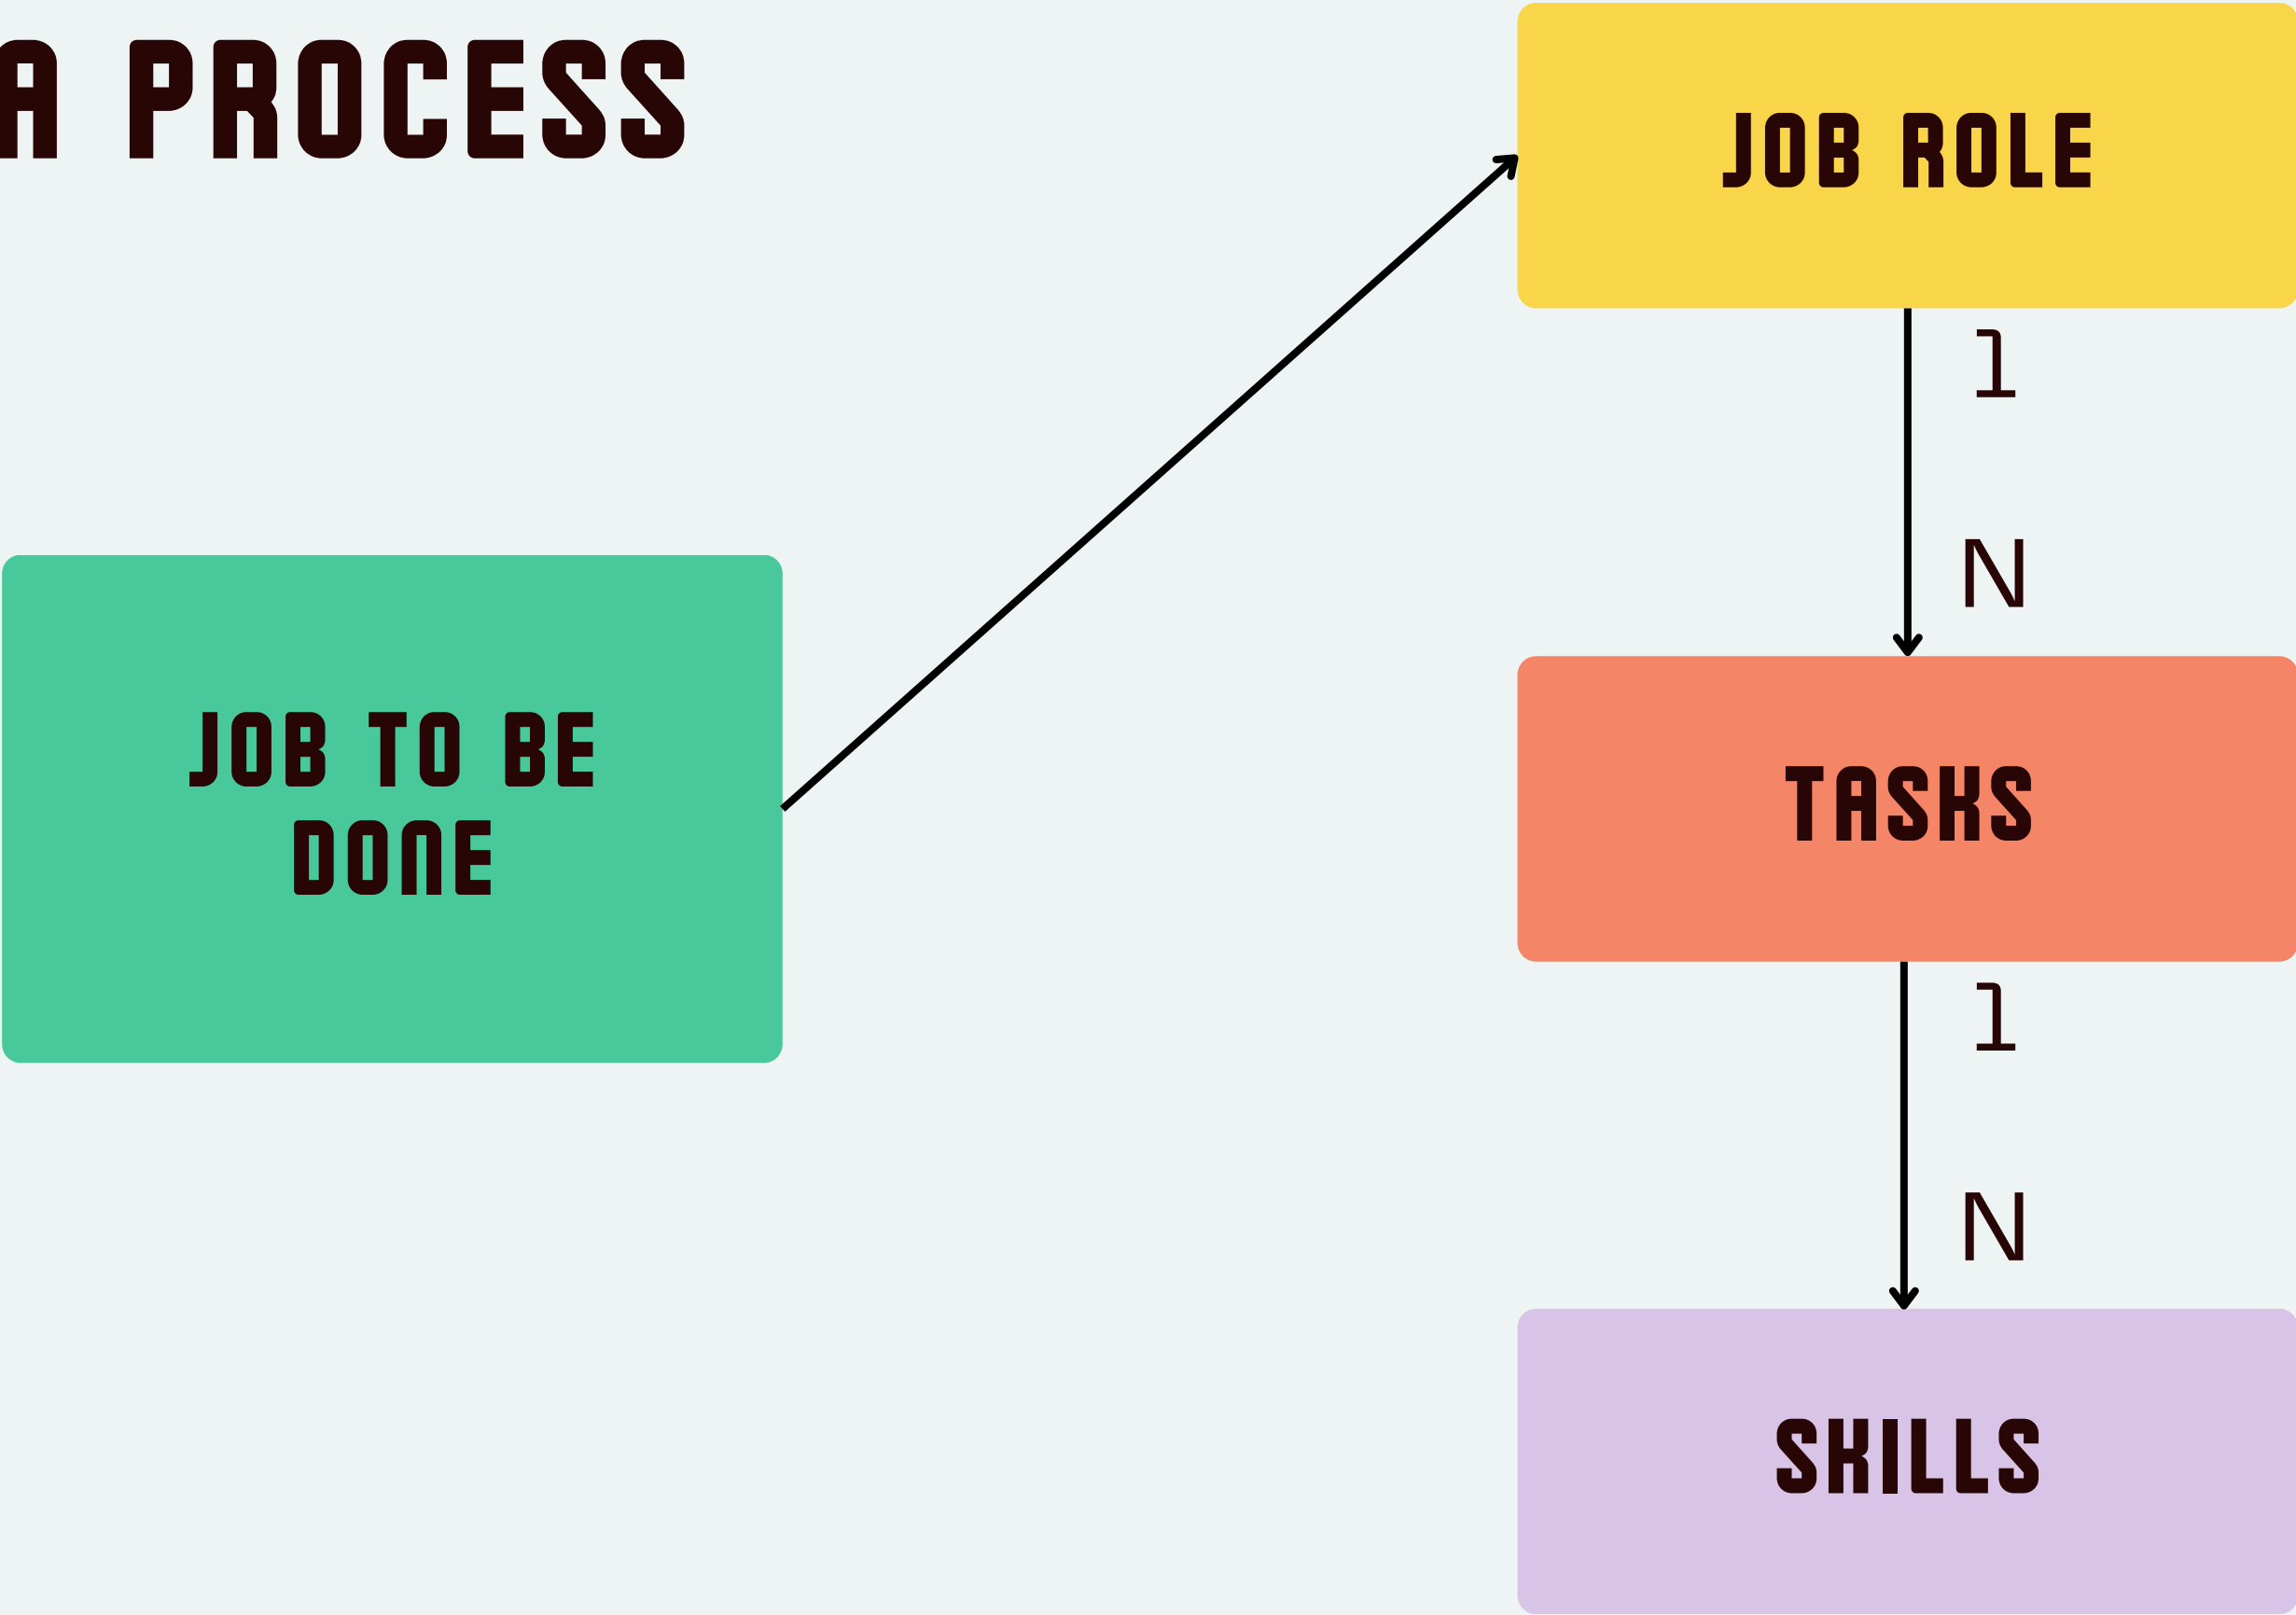 A PROCESS
JOB ROLE
1
N
JOB TO BE
DONE
TASKS
1
N
SKILLS